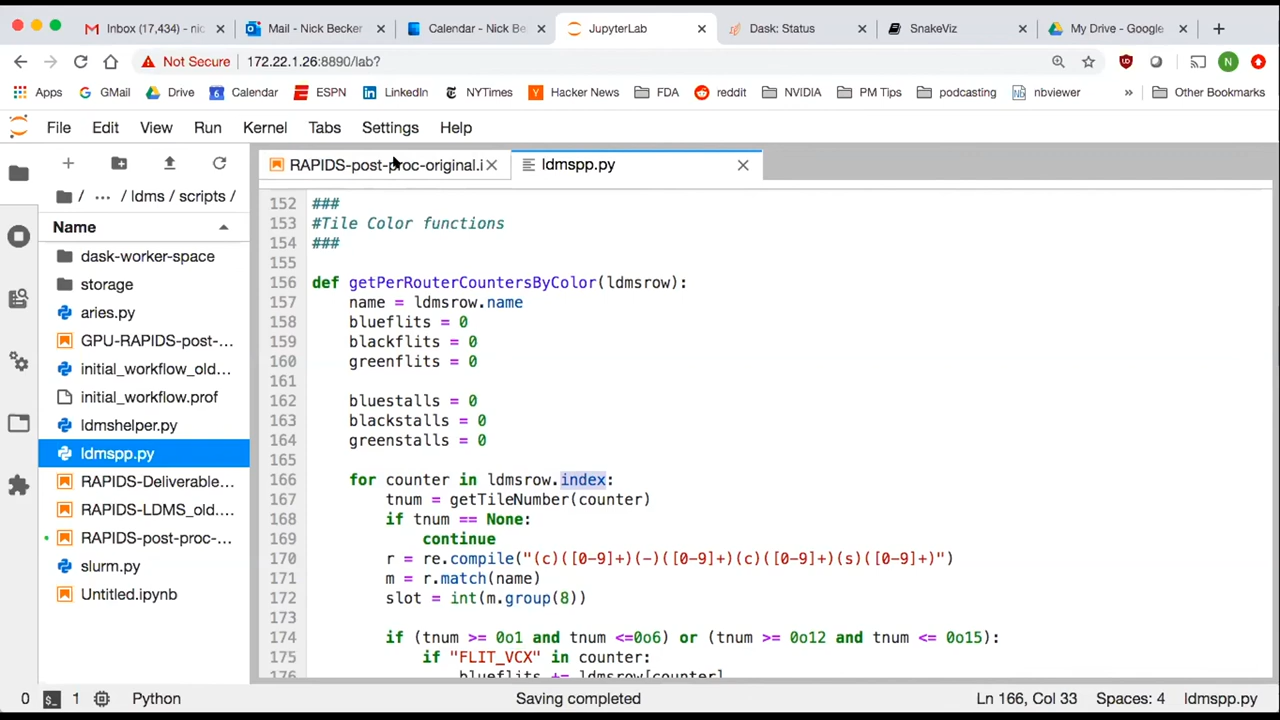 Inbox (17,434) - nic
Mail - Nick Becker
Calendar - Nick Be
JupyterLab
Dask: Status
SnakeViz
My Drive - Google
Not Secure 172.22.1.26:8890/lab?
N
Apps GMail Drive Calendar ESPN LinkedIn NYTimes Hacker News FDA reddit NVIDIA PM Tips podcasting nbviewer » Other Bookmarks
File Edit View Run Kernel Tabs Settings Help
RAPIDS-post-proc-original.i
ldmspp.py
/ ... / ldms / scripts /
Name
dask-worker-space
storage
aries.py
GPU-RAPIDS-post-...
initial_workflow_old...
initial_workflow.prof
ldmshelper.py
ldmspp.py
RAPIDS-Deliverable...
RAPIDS-LDMS_old....
RAPIDS-post-proc-...
slurm.py
Untitled.ipynb
152 ###
153 #Tile Color functions
154 ###
155
156 def getPerRouterCountersByColor(ldmsrow):
157 name = ldmsrow.name
158 blueflits = 0
159 blackflits = 0
160 greenflits = 0
161
162 bluestalls = 0
163 blackstalls = 0
164 greenstalls = 0
165
166 for counter in ldmsrow.index:
167 tnum = getTileNumber(counter)
168 if tnum == None:
169 continue
170 r = re.compile("(c)([0-9]+)(-)([0-9]+)(c)([0-9]+)(s)([0-9]+)")
171 m = r.match(name)
172 slot = int(m.group(8))
173
174 if (tnum >= 0o1 and tnum <=0o6) or (tnum >= 0o12 and tnum <= 0o15):
175 if "FLIT_VCX" in counter:
176 blueflits += ldmsrow[counter]
0 1 Python Saving completed Ln 166, Col 33 Spaces: 4 ldmspp.py